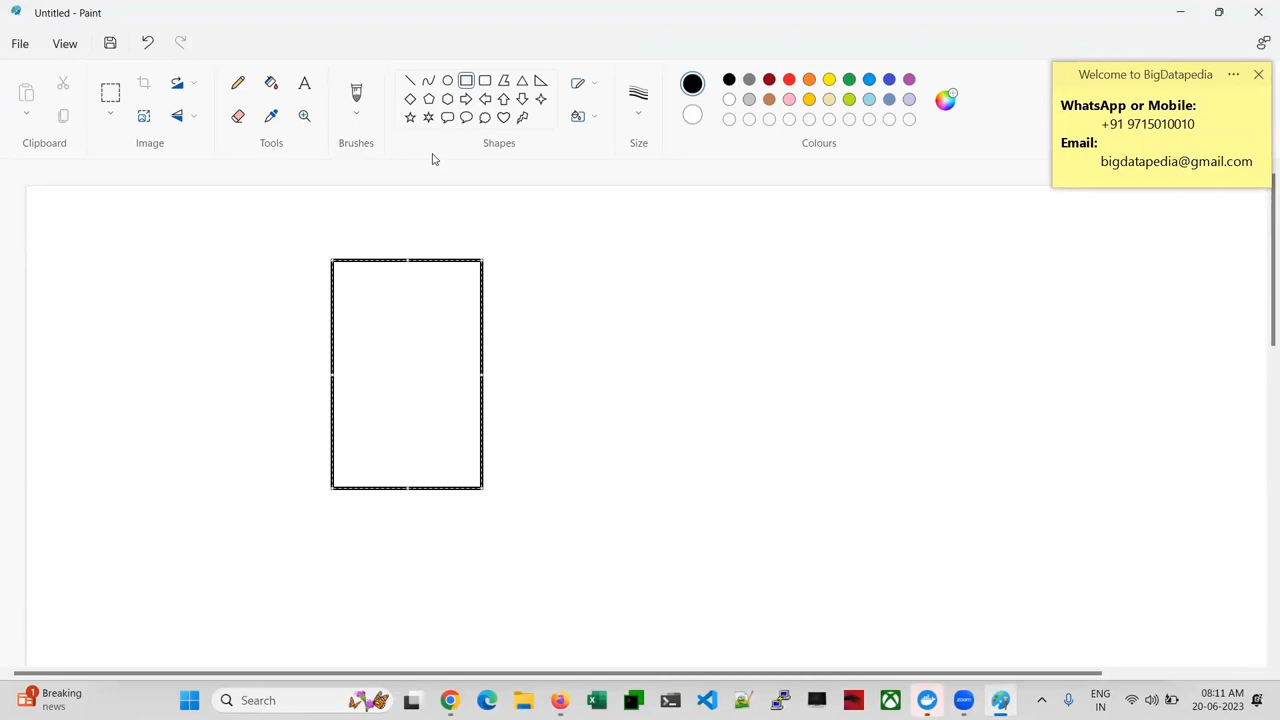 Untitled - Paint
File
View
Clipboard
Image
Tools
Brushes
Shapes
Size
Colours
Welcome to BigDatapedia
WhatsApp or Mobile:
+91 9715010010
Email:
bigdatapedia@gmail.com
1
Breaking
news
Search
ENG
IN
08:11 AM
20-06-2023